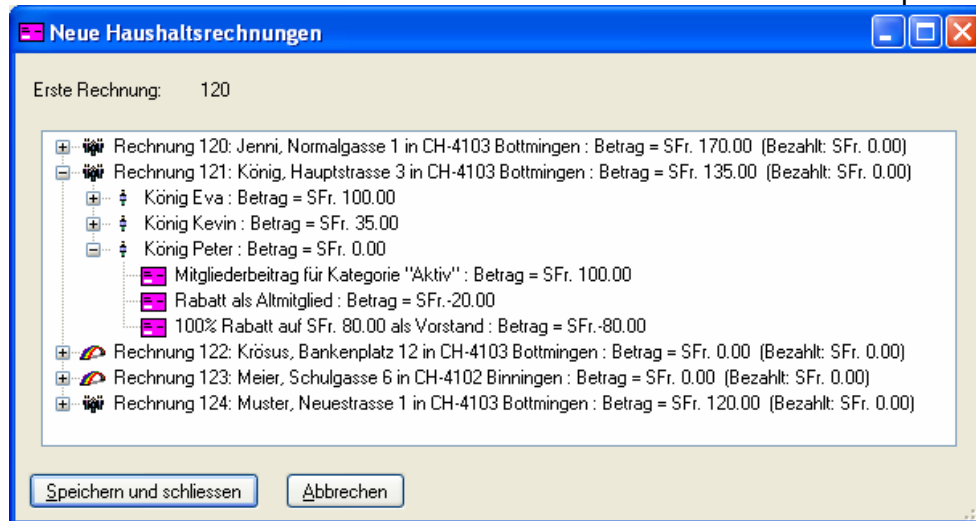 Neue Haushaltsrechnungen
Erste Rechnung: 120
Rechnung 120: Jenni, Normalgasse 1 in CH-4103 Bottmingen : Betrag = SFr. 170.00 (Bezahlt: SFr. 0.00)
Rechnung 121: König, Hauptstrasse 3 in CH-4103 Bottmingen : Betrag = SFr. 135.00 (Bezahlt: SFr. 0.00)
König Eva : Betrag = SFr. 100.00
König Kevin : Betrag = SFr. 35.00
König Peter : Betrag = SFr. 0.00
Mitgliederbeitrag für Kategorie "Aktiv" : Betrag = SFr. 100.00
Rabatt als Altmitglied : Betrag = SFr.-20.00
100% Rabatt auf SFr. 80.00 als Vorstand : Betrag = SFr.-80.00
Rechnung 122: Krösus, Bankenplatz 12 in CH-4103 Bottmingen : Betrag = SFr. 0.00 (Bezahlt: SFr. 0.00)
Rechnung 123: Meier, Schulgasse 6 in CH-4102 Binningen : Betrag = SFr. 0.00 (Bezahlt: SFr. 0.00)
Rechnung 124: Muster, Neuestrasse 1 in CH-4103 Bottmingen : Betrag = SFr. 120.00 (Bezahlt: SFr. 0.00)
Speichern und schliessen Abbrechen